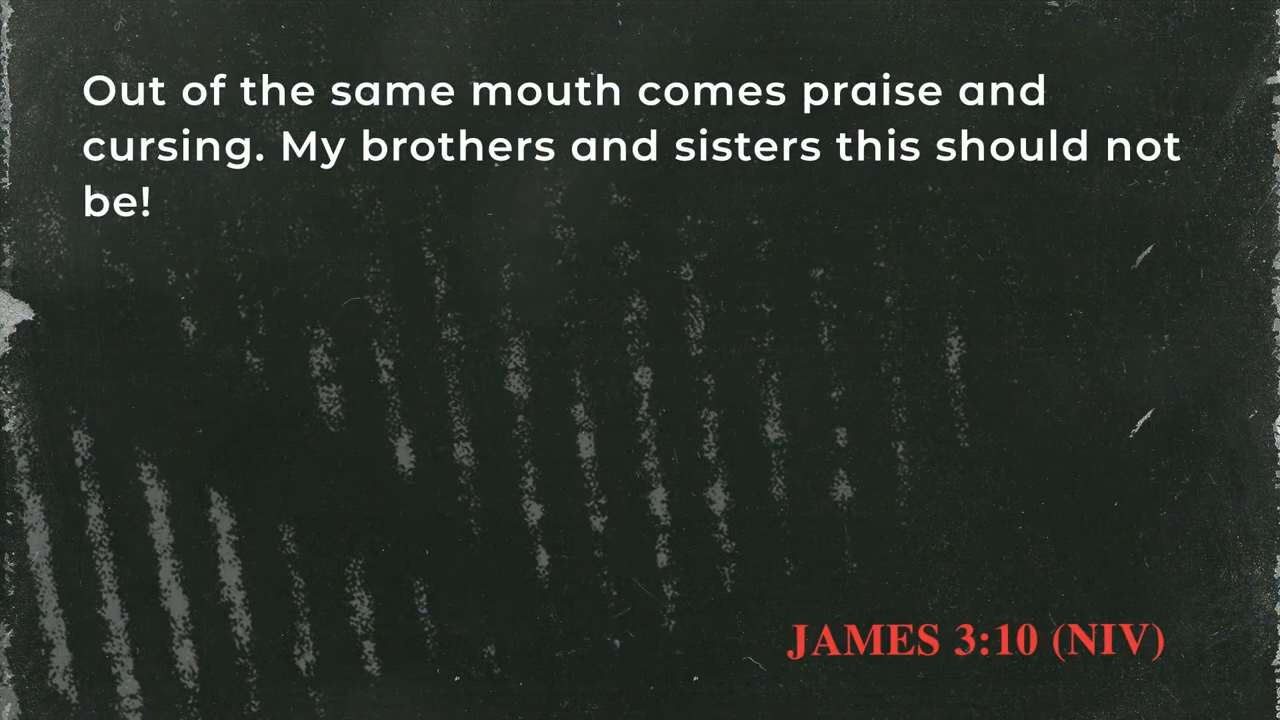 Out of the same mouth comes praise and
cursing. My brothers and sisters this should not
be!
JAMES 3:10 (NIV)